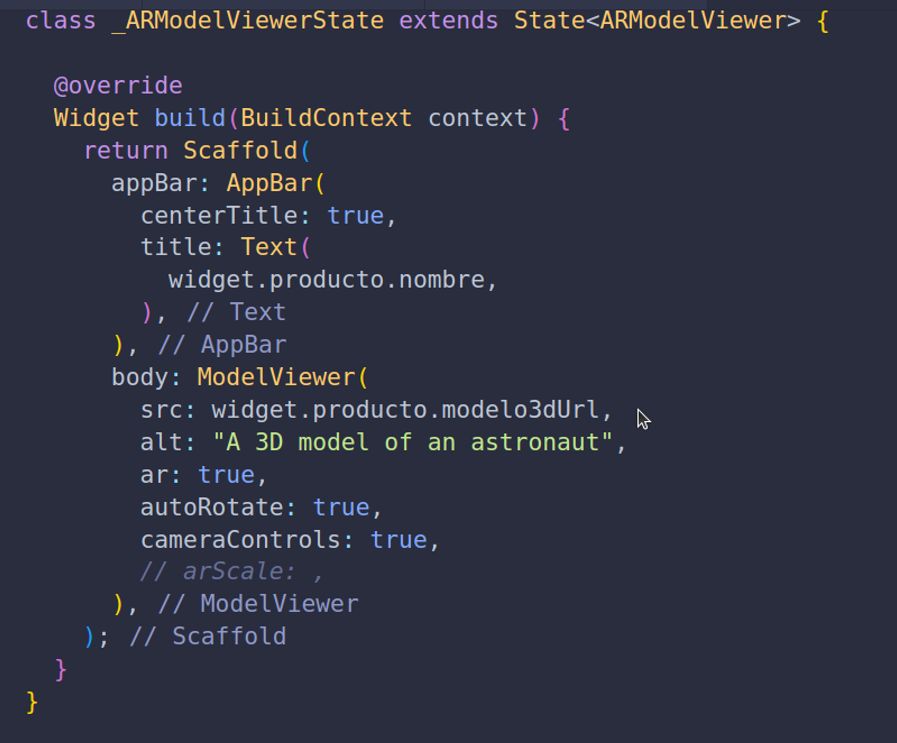 class _ARModelViewerState extends State<ARModelViewer> {
@override
Widget build(BuildContext context) {
return Scaffold(
appBar: AppBar(
centerTitle: true,
title: Text(
widget.producto.nombre,
), // Text
), // AppBar
body: ModelViewer(
src: widget.producto.modelo3dUrl,
alt: "A 3D model of an astronaut",
ar: true,
autoRotate: true,
cameraControls: true,
// arScale: ,
), // ModelViewer
); // Scaffold
}
}